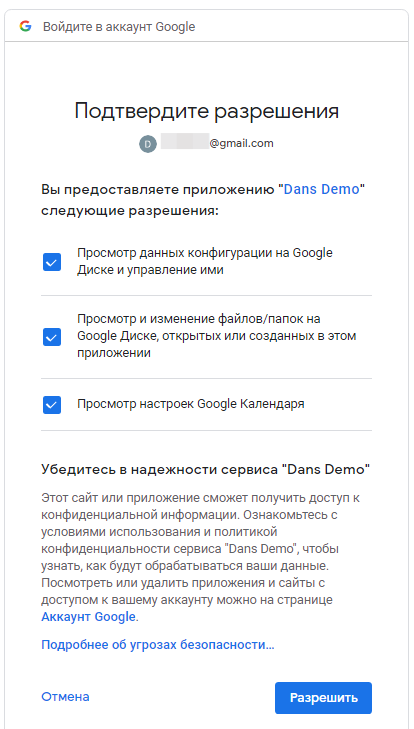 Войдите в аккаунт Google
Подтвердите разрешения
D @gmail.com
Вы предоставляете приложению "Dans Demo"
следующие разрешения:
Просмотр данных конфигурации на Google
Диске и управление ими
Просмотр и изменение файлов/папок на
Google Диске, открытых или созданных в этом
приложении
Просмотр настроек Google Календаря
Убедитесь в надежности сервиса "Dans Demo"
Этот сайт или приложение сможет получить доступ к
конфиденциальной информации. Ознакомьтесь с
условиями использования и политикой
конфиденциальности сервиса "Dans Demo", чтобы
узнать, как будут обрабатываться ваши данные.
Посмотреть или удалить приложения и сайты с
доступом к вашему аккаунту можно на странице
Аккаунт Google.
Подробнее об угрозах безопасности...
Отмена
Разрешить